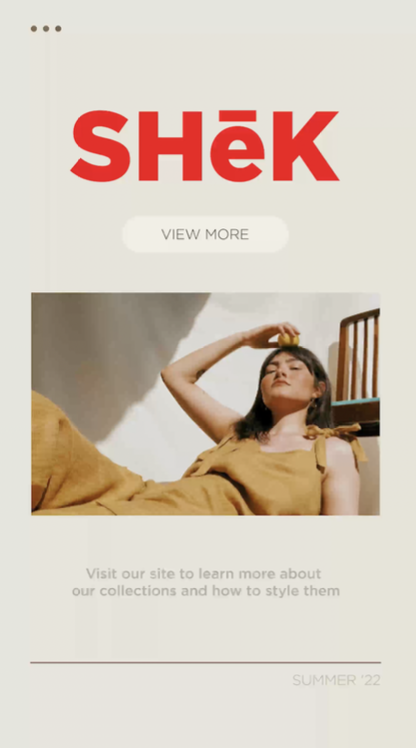 SHēK
VIEW MORE
Visit our site to learn more about
our collections and how to style them
SUMMER '22